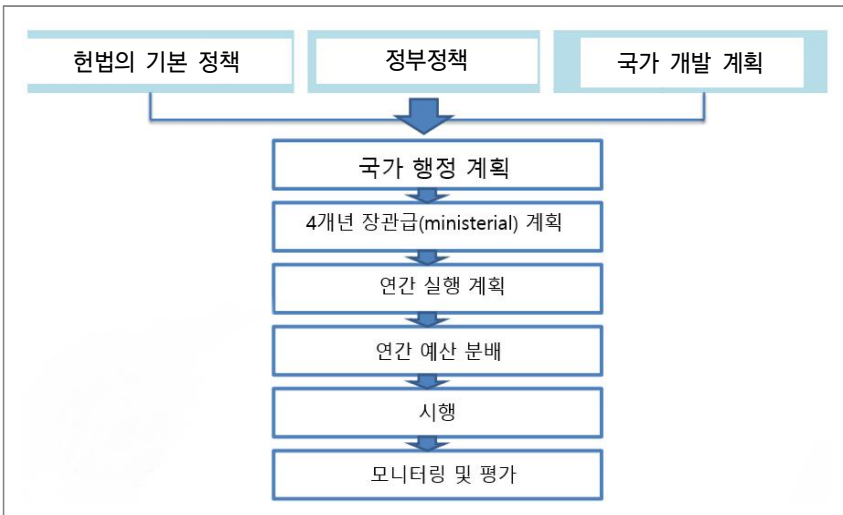 헌법의 기본 정책
정부정책
국가 개발 계획
국가 행정 계획
4개년 장관급(ministerial) 계획
연간 실행 계획
연간 예산 분배
시행
모니터링 및 평가